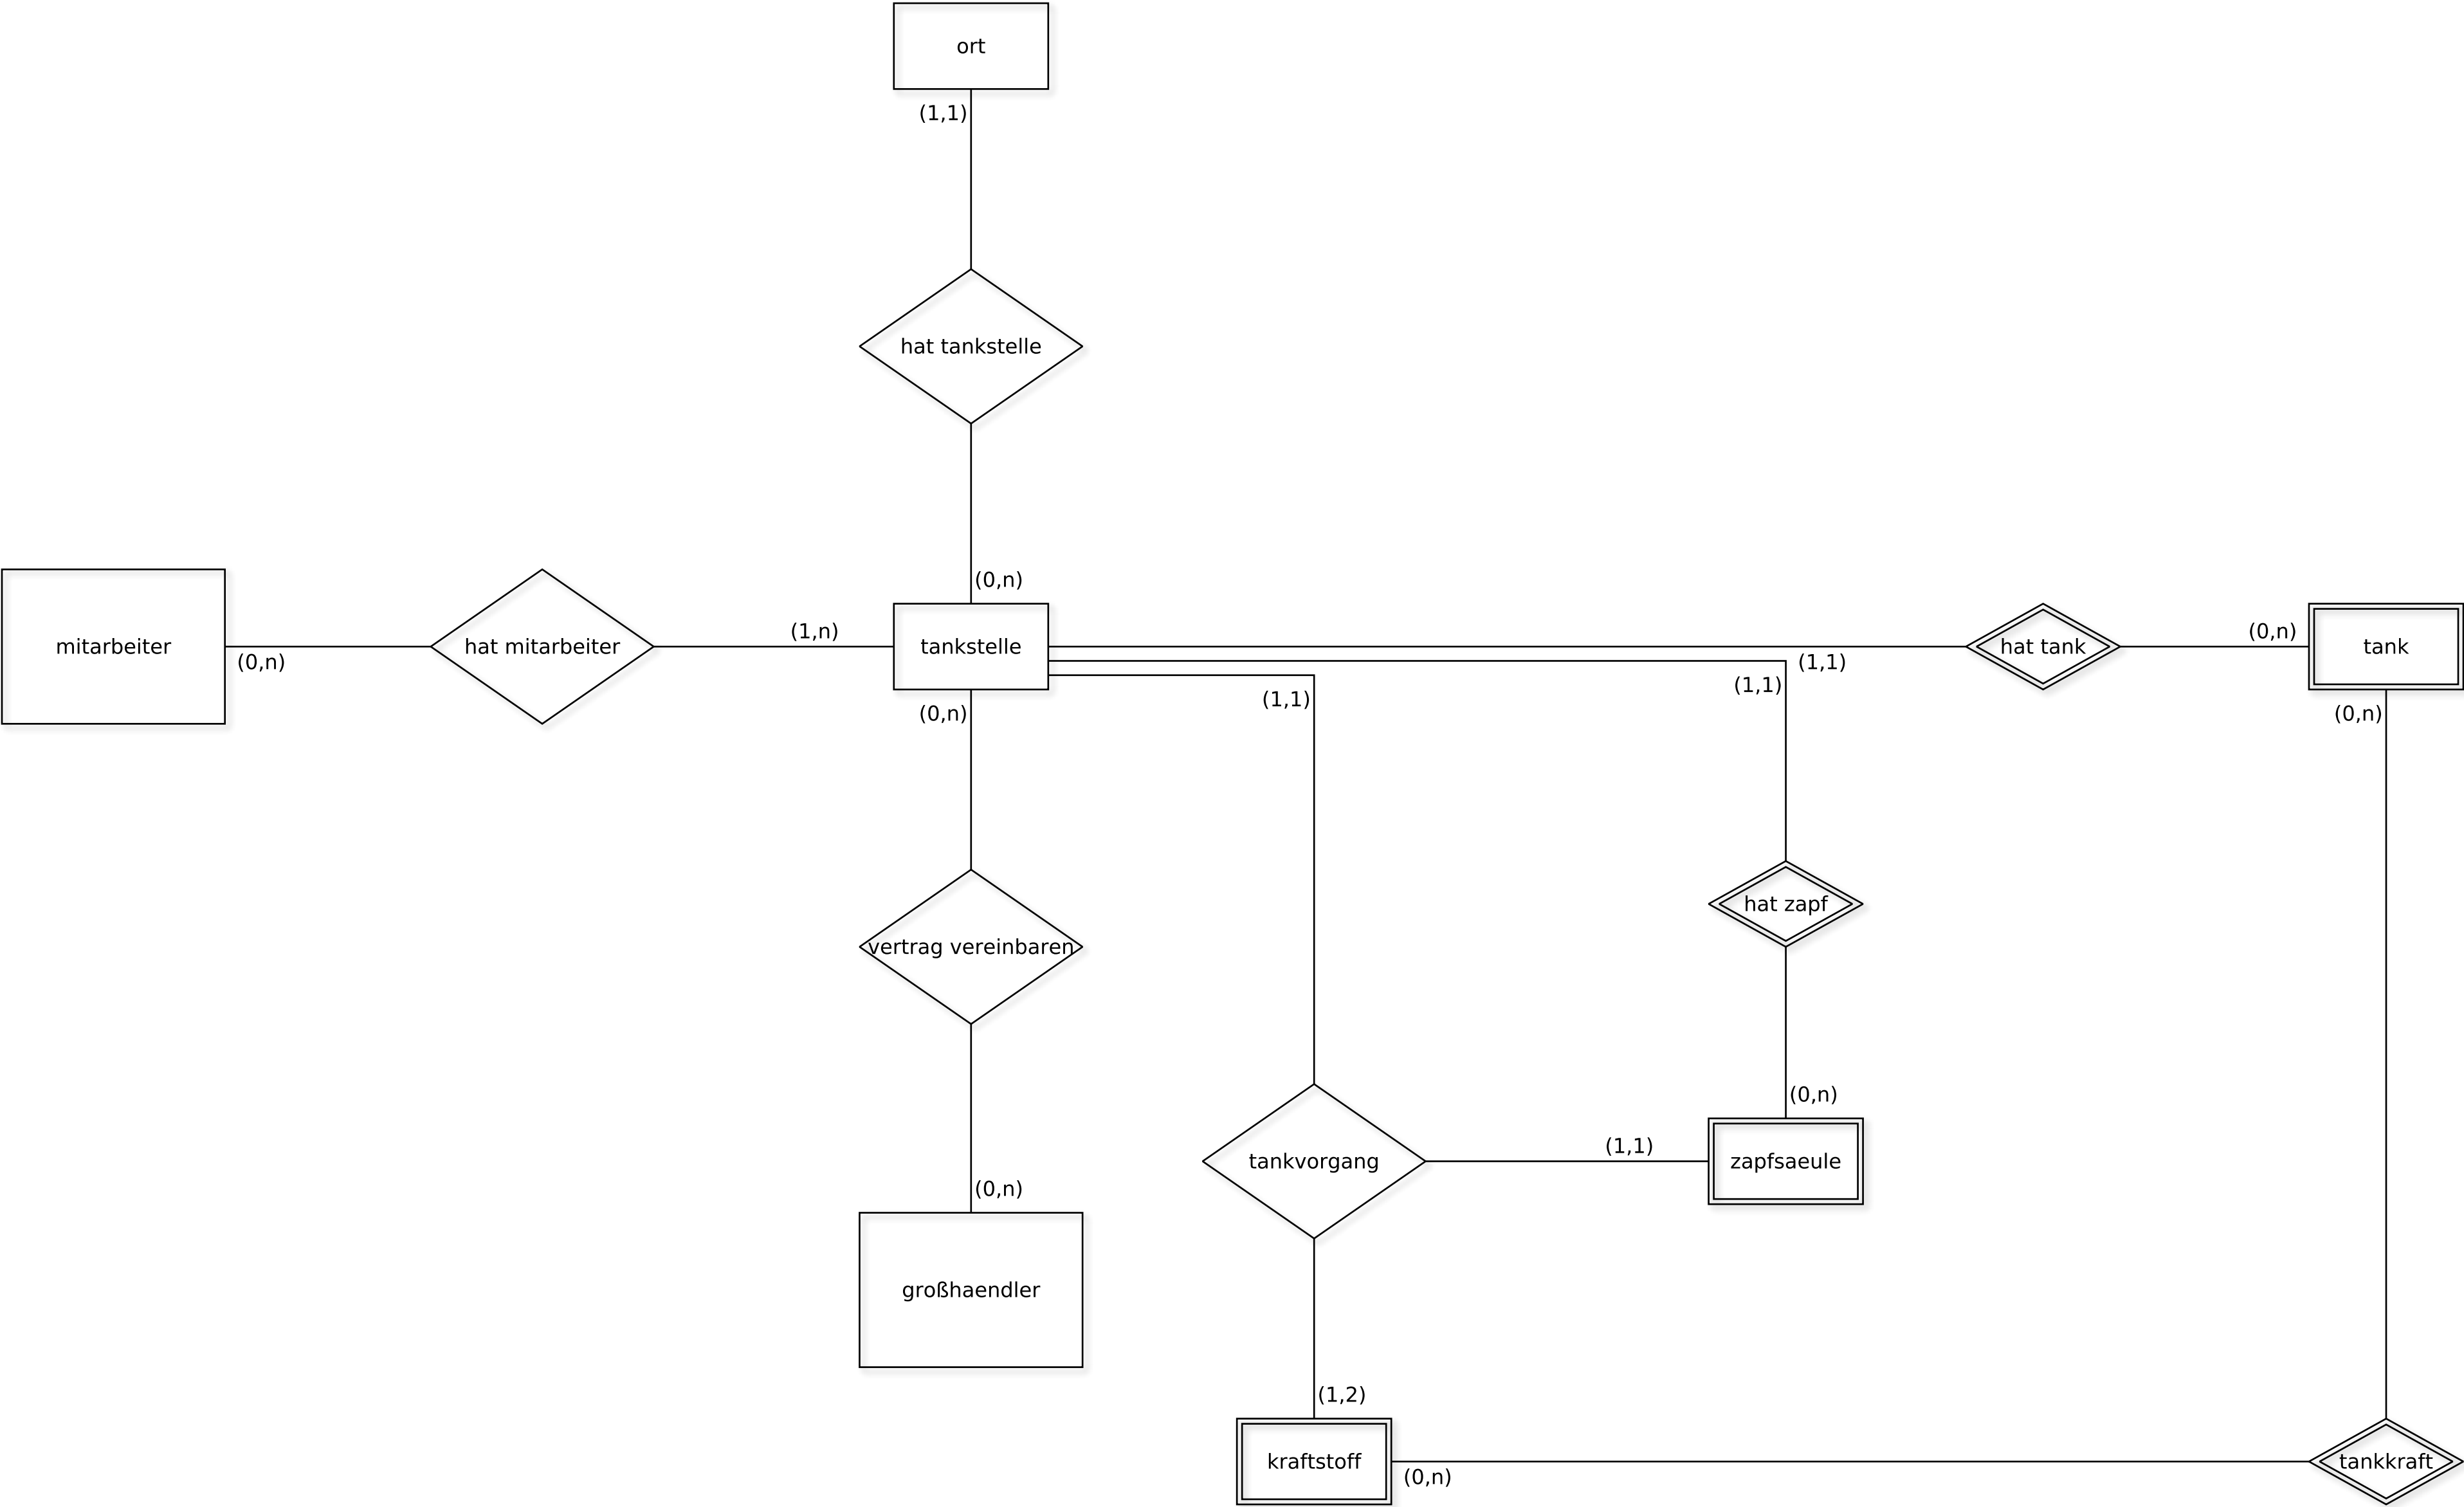 ort
(1,1)
hat tankstelle
(0,n)
mitarbeiter
(0,n)
hat mitarbeiter
(1,n)
tankstelle
(1,1)
hat tank
(0,n)
tank
(0,n)
(1,1)
(1,1)
(0,n)
hat zapf
vertrag vereinbaren
(0,n)
(1,1)
zapfsaeule
tankvorgang
(0,n)
großhaendler
(1,2)
kraftstoff
(0,n)
tankkraft